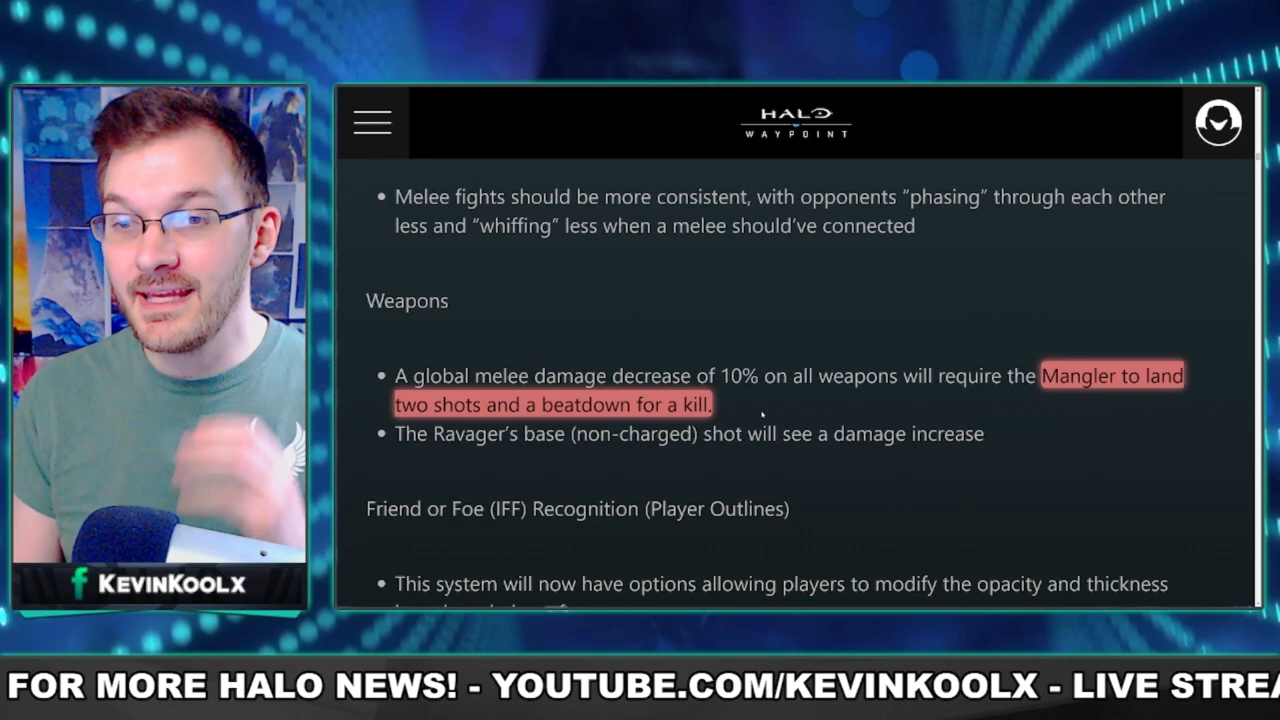 HALO
WAYPOINT
Melee fights should be more consistent, with opponents “phasing” through each other
less and “whiffing” less when a melee should’ve connected
Weapons
A global melee damage decrease of 10% on all weapons will require the Mangler to land
two shots and a beatdown for a kill.
The Ravager’s base (non-charged) shot will see a damage increase
Friend or Foe (IFF) Recognition (Player Outlines)
This system will now have options allowing players to modify the opacity and thickness
f KEVINKOOLX
FOR MORE HALO NEWS! - YOUTUBE.COM/KEVINKOOLX - LIVE STREA